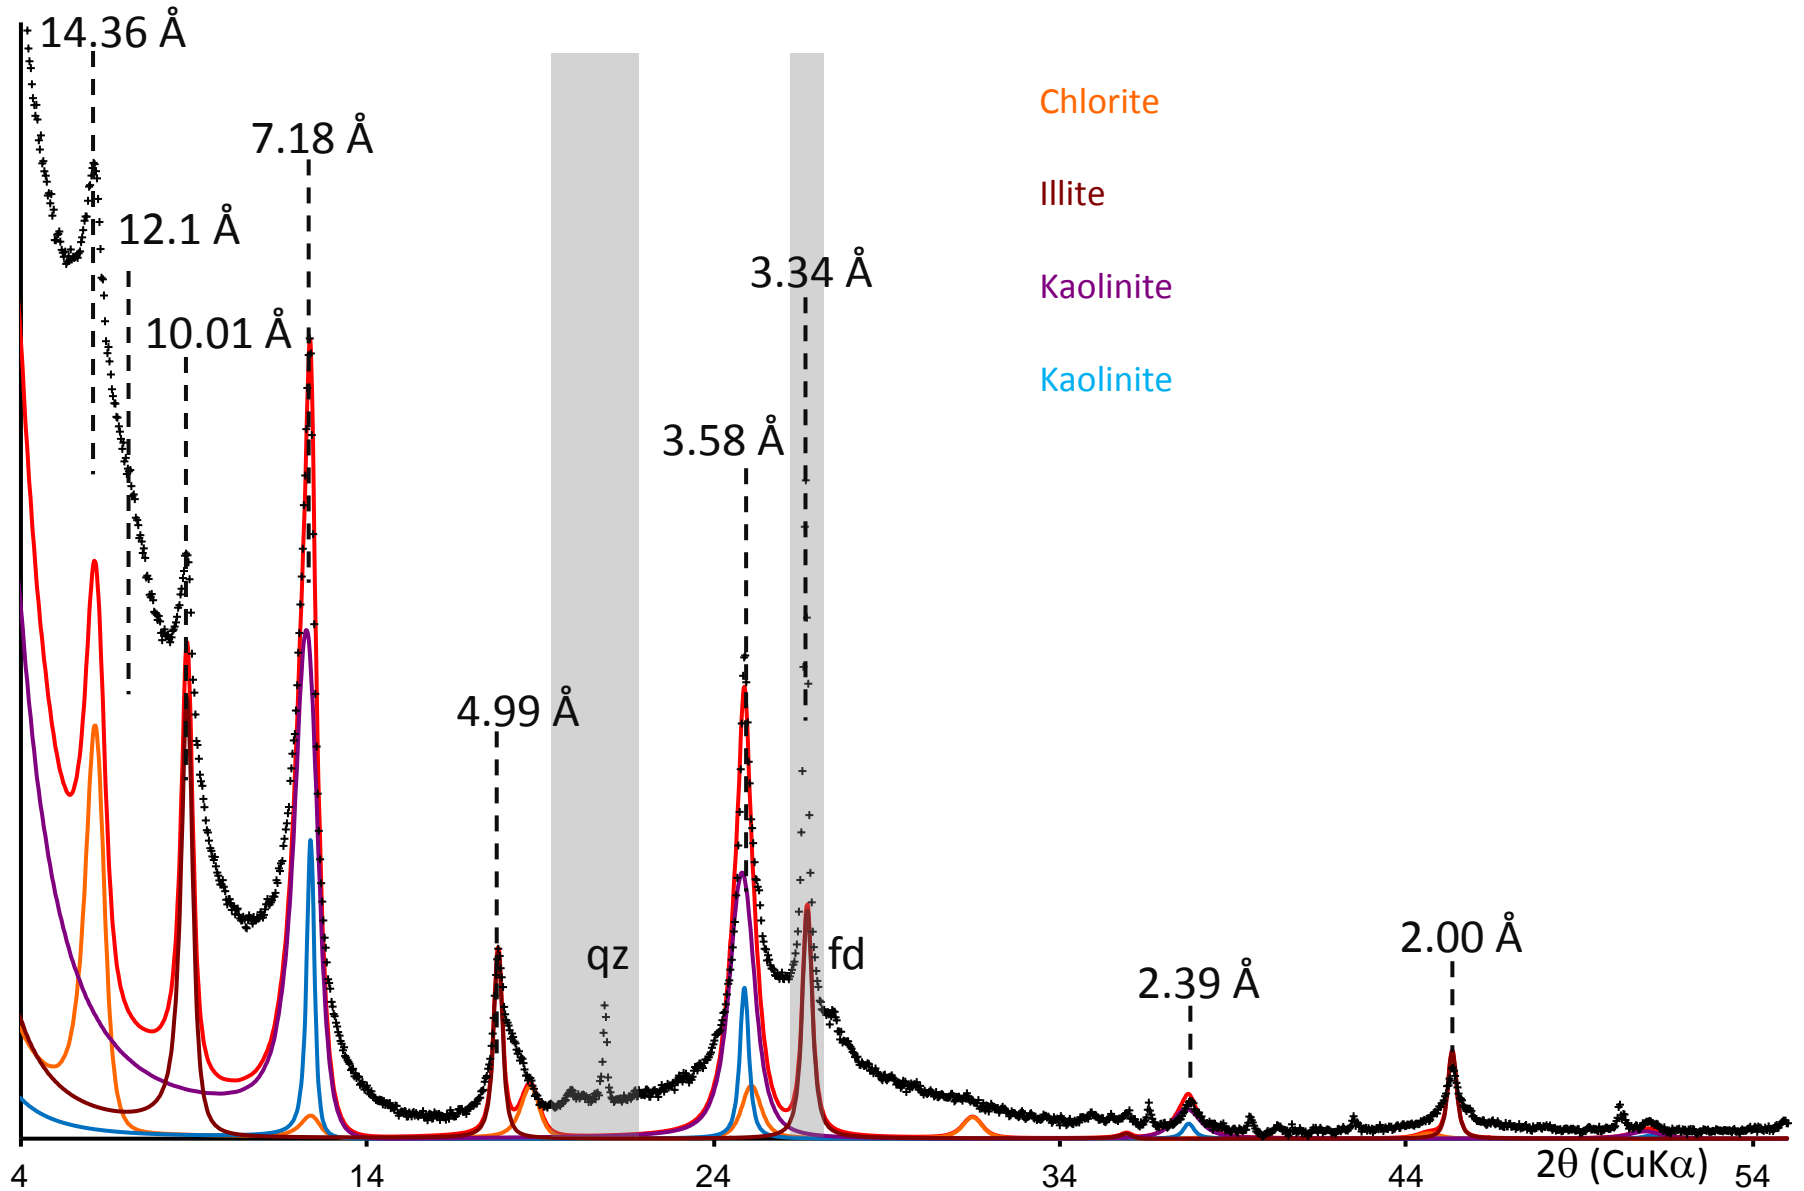 14.36 Å
7.18 Å
12.1 Å
10.01 Å
3.34 Å
3.58 Å
4.99 Å
2.39 Å
2.00 Å
Chlorite
Illite
Kaolinite
Kaolinite
qz
fd
2θ (CuKα)
4
14
24
34
44
54